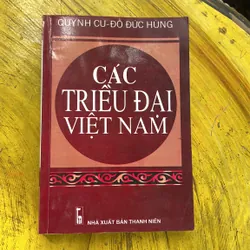 QUỲNH CƯ-ĐỖ ĐỨC HÙNG
CÁC
TRIỀU ĐẠI
VIỆT NAM
NHÀ XUẤT BẢN THANH NIÊN